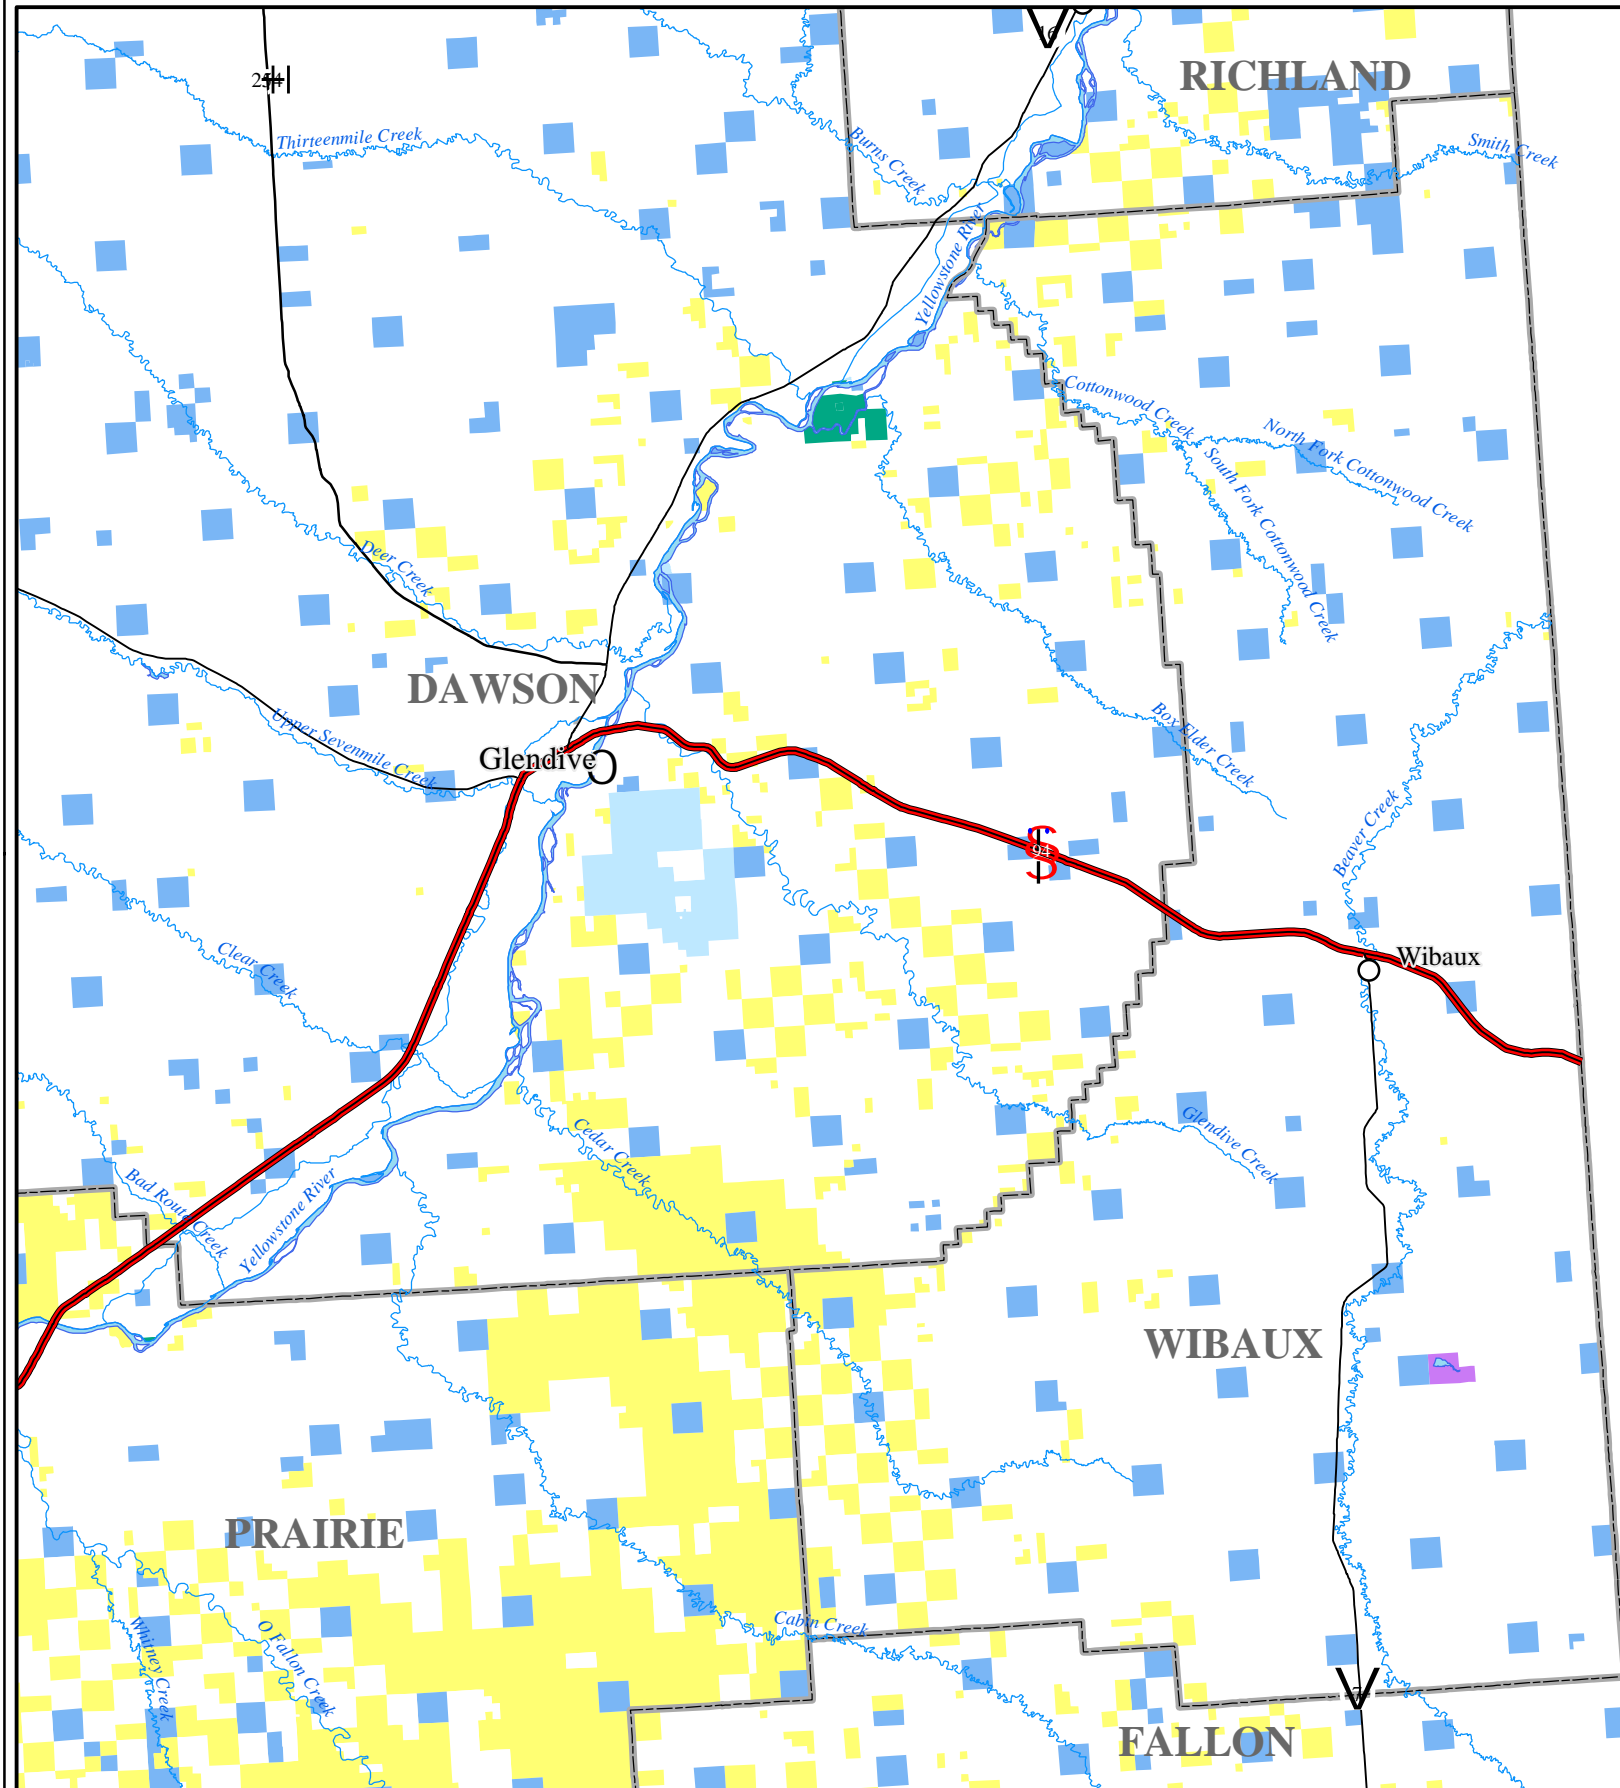 16
RICHLAND
254
Thirteenmile Creek
Burns Creek
Smith Creek
Yellowstone River
Cottonwood Creek
North Fork Cottonwood Creek
South Fork Cottonwood Creek
Deer Creek
DAWSON
Upper Sevenmile Creek
Glendive
Box Elder Creek
Beaver Creek
94
Clear Creek
Wibaux
Cedar Creek
Glendive Creek
Bad Route Creek
Yellowstone River
WIBAUX
PRAIRIE
Whitney Creek
O Fallon Creek
Cabin Creek
FALLON